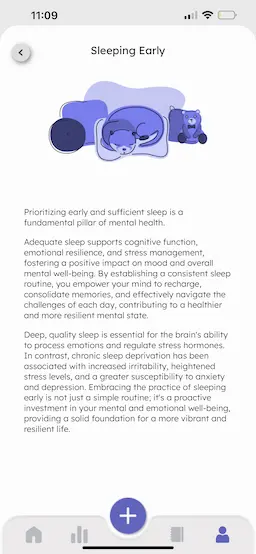 11:09
Sleeping Early
Prioritizing early and sufficient sleep is a
fundamental pillar of mental health.
Adequate sleep supports cognitive function,
emotional resilience, and stress management,
fostering a positive impact on mood and overall
mental well-being. By establishing a consistent sleep
routine, you empower your mind to recharge,
consolidate memories, and effectively navigate the
challenges of each day, contributing to a healthier
and more resilient mental state.
Deep, quality sleep is essential for the brain's ability
to process emotions and regulate stress hormones.
In contrast, chronic sleep deprivation has been
associated with increased irritability, heightened
stress levels, and a greater susceptibility to anxiety
and depression. Embracing the practice of sleeping
early is not just a simple routine; it's a proactive
investment in your mental and emotional well-being,
providing a solid foundation for a more vibrant and
resilient life.